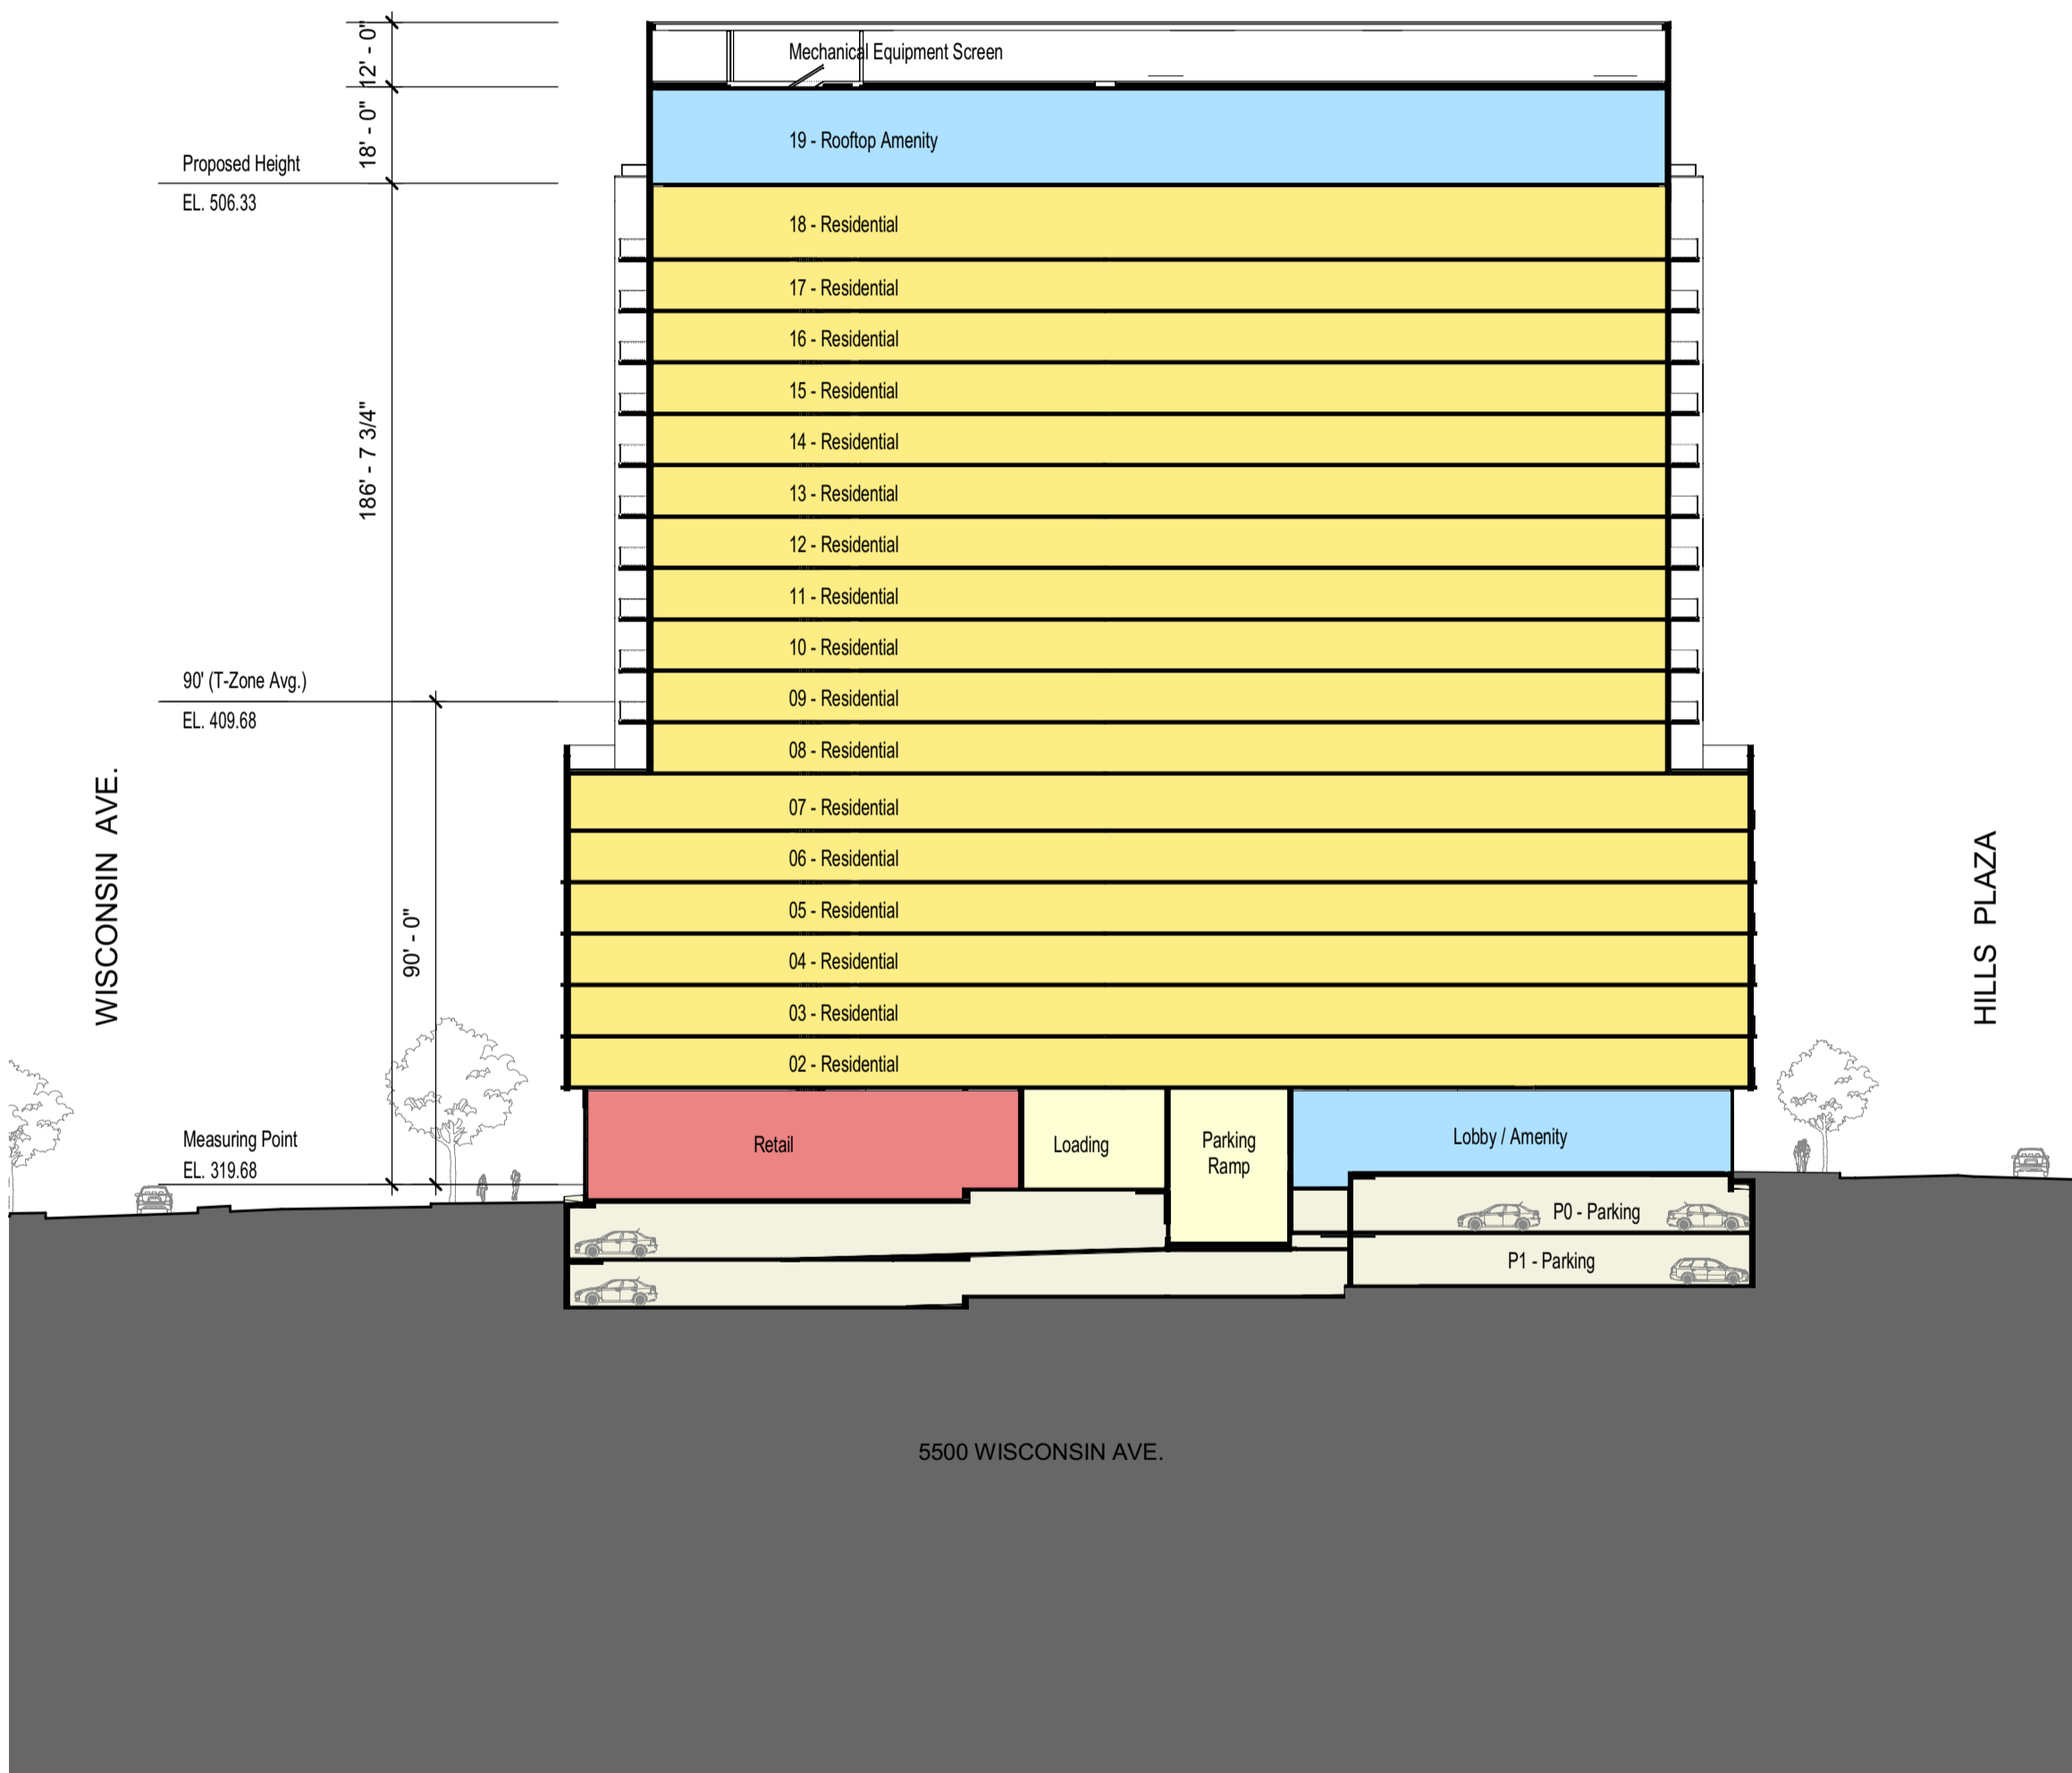 12' - 0"
Mechanical Equipment Screen
18' - 0"
19 - Rooftop Amenity
Proposed Height
EL. 506.33
18 - Residential
17 - Residential
16 - Residential
15 - Residential
186' - 7 3/4"
14 - Residential
13 - Residential
12 - Residential
11 - Residential
10 - Residential
90' (T-Zone Avg.)
EL. 409.68
09 - Residential
08 - Residential
WISCONSIN AVE.
07 - Residential
06 - Residential
HILLS PLAZA
90' - 0"
05 - Residential
04 - Residential
03 - Residential
02 - Residential
Measuring Point
EL. 319.68
Retail
Loading
Parking
Ramp
Lobby / Amenity
P0 - Parking
P1 - Parking
5500 WISCONSIN AVE.